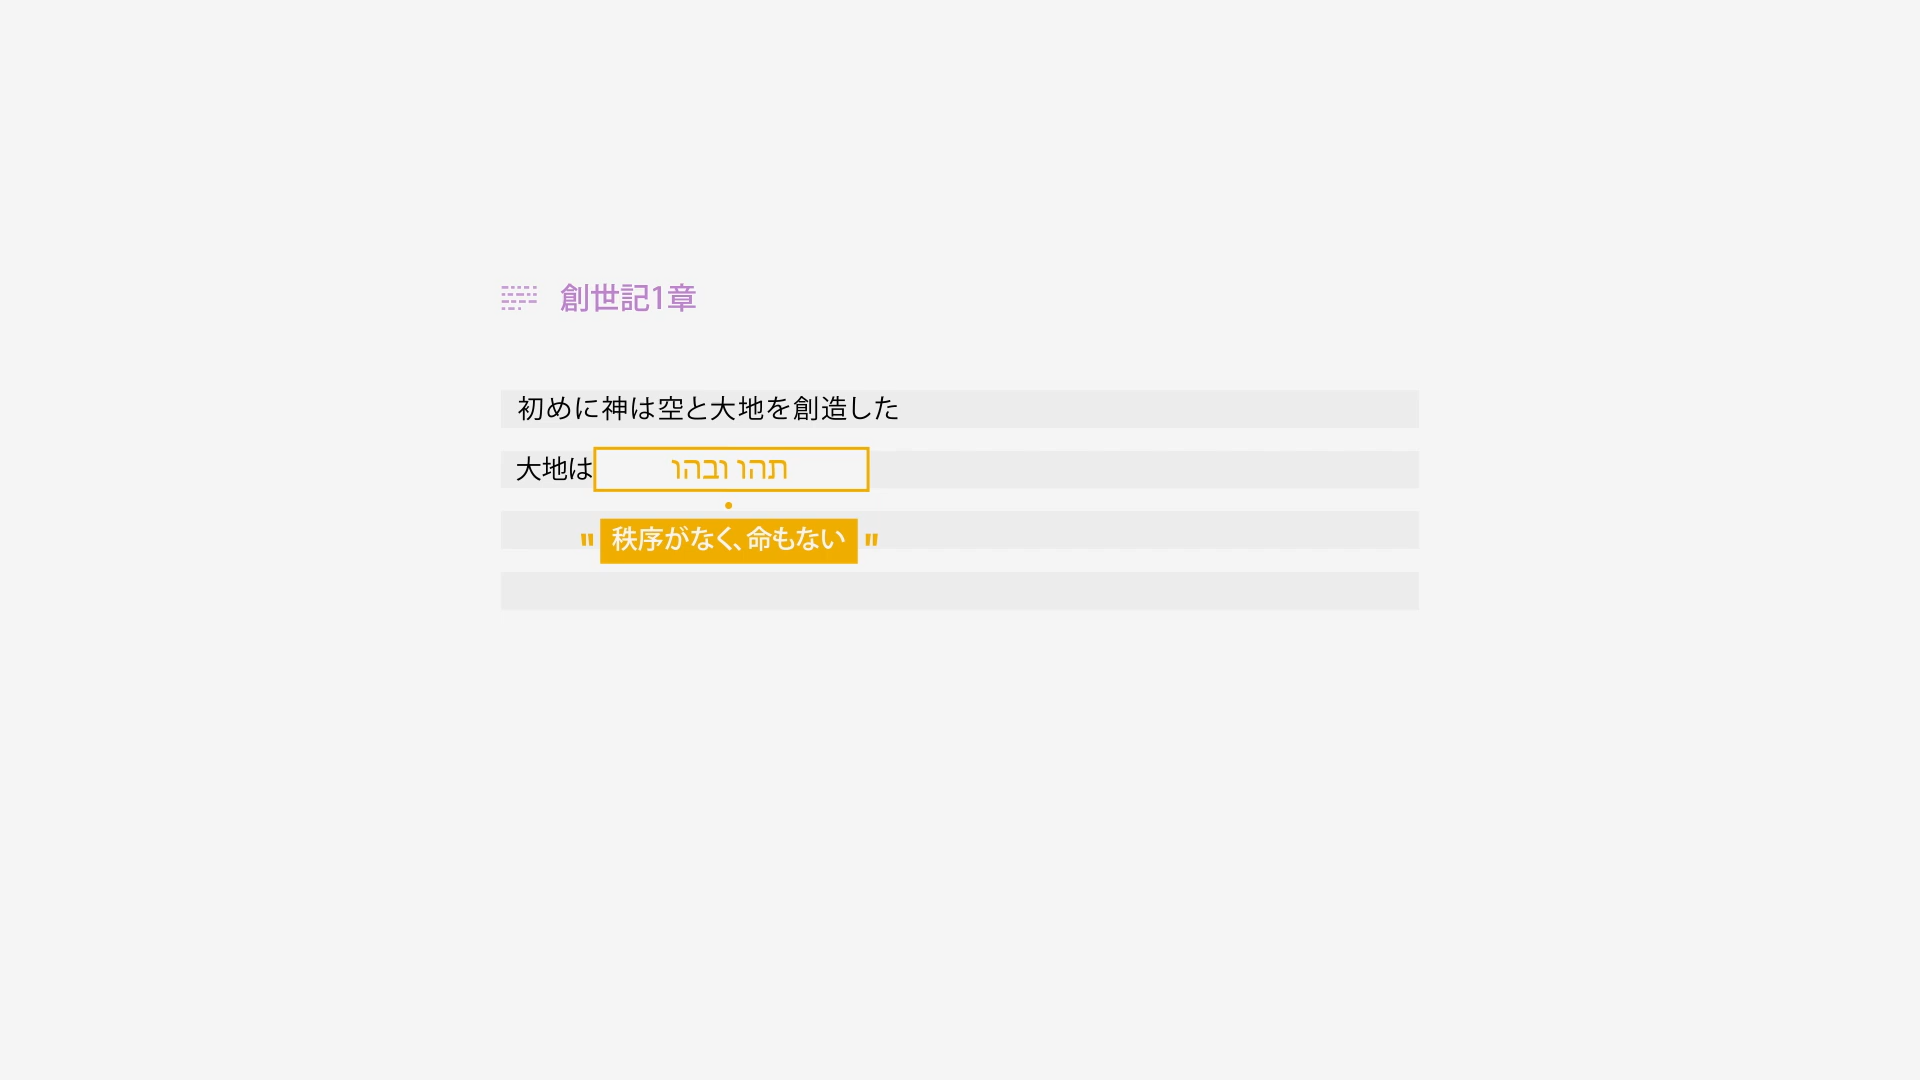 創世記1章
初めに神は空と大地を創造した
大地は תהו ובהו
"秩序がなく、命もない"